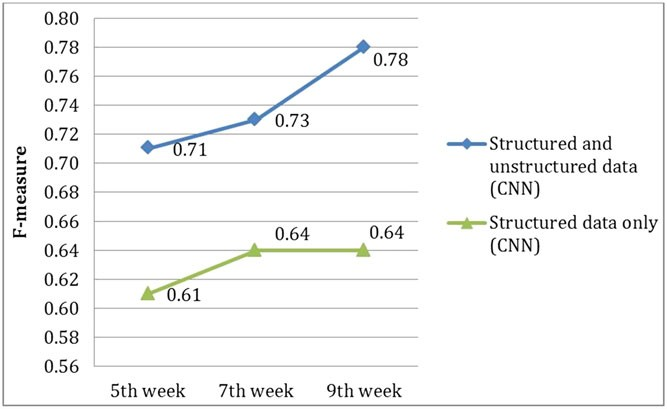 0.80
0.78
0.76
0.74
0.72
0.70
0.68
0.66
0.64
0.62
0.60
0.58
0.56
F-measure
0.71
0.73
0.78
0.61
0.64
0.64
5th week
7th week
9th week
Structured and
unstructured data
(CNN)
Structured data only
(CNN)